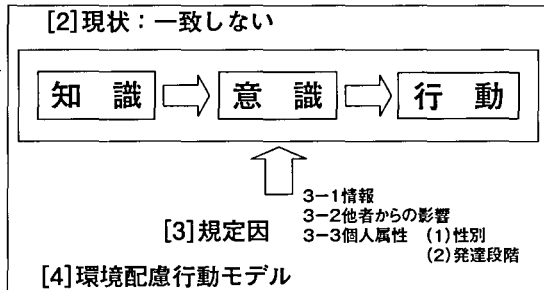 [2]現状：一致しない
知 識 意 識 行 動
3-1情報
3-2他者からの影響
[3]規定因 3-3個人属性 (1)性別
(2)発達段階
[4]環境配慮行動モデル